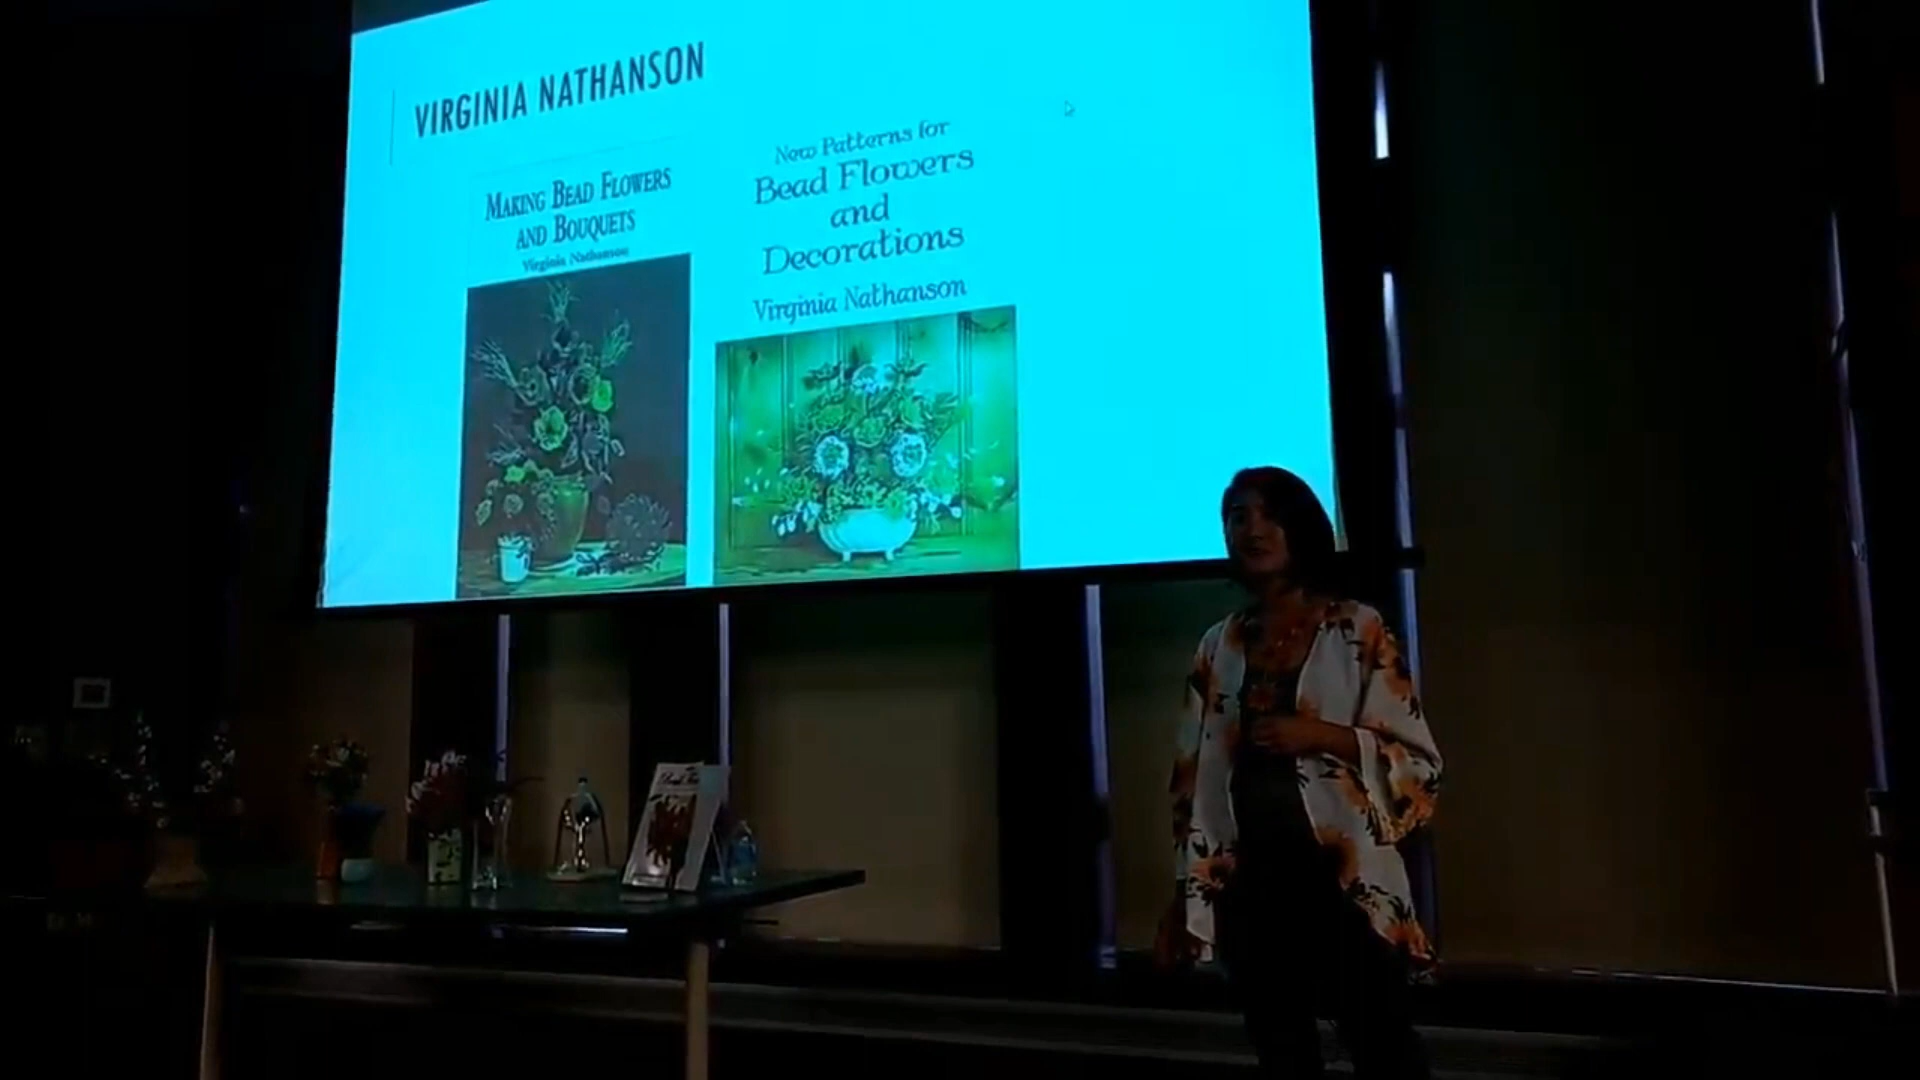 VIRGINIA NATHANSON
MAKING BEAD FLOWERS
AND BOUQUETS
Virginia Nathanson
New Patterns for
Bead Flowers
and
Decorations
Virginia Nathanson